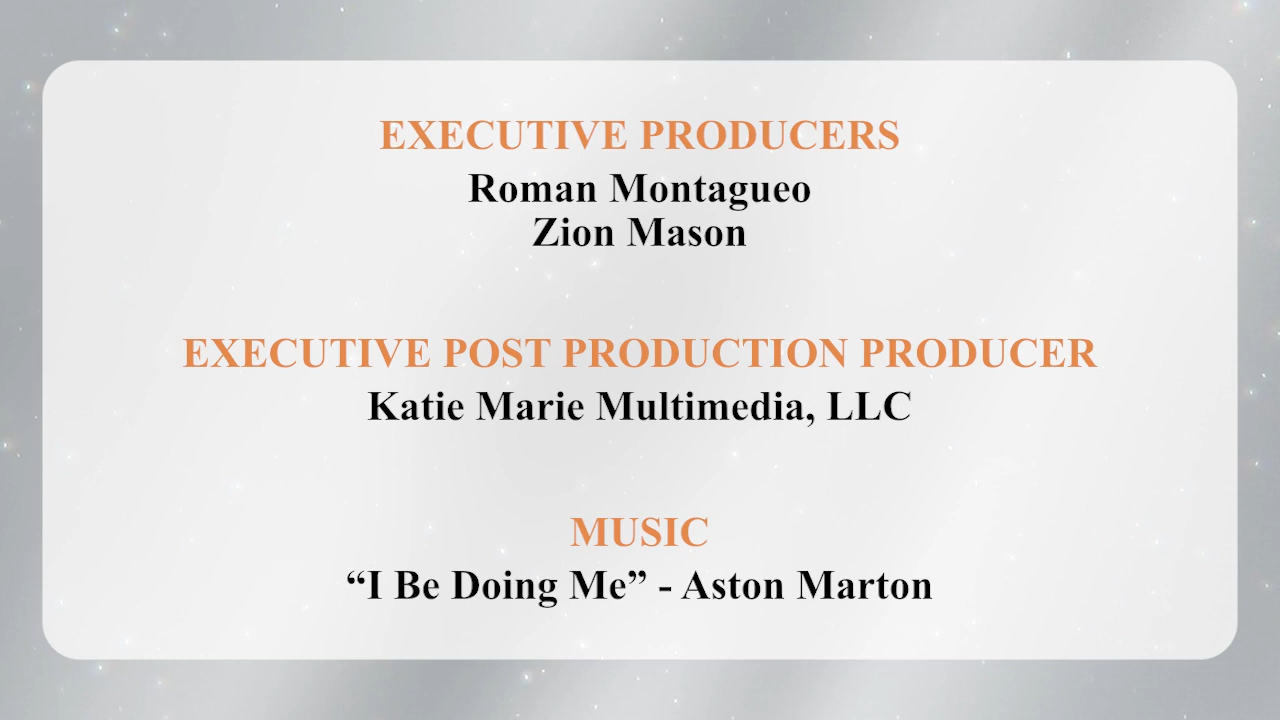 EXECUTIVE PRODUCERS
Roman Montagueo
Zion Mason
EXECUTIVE POST PRODUCTION PRODUCER
Katie Marie Multimedia, LLC
MUSIC
“I Be Doing Me” - Aston Marton